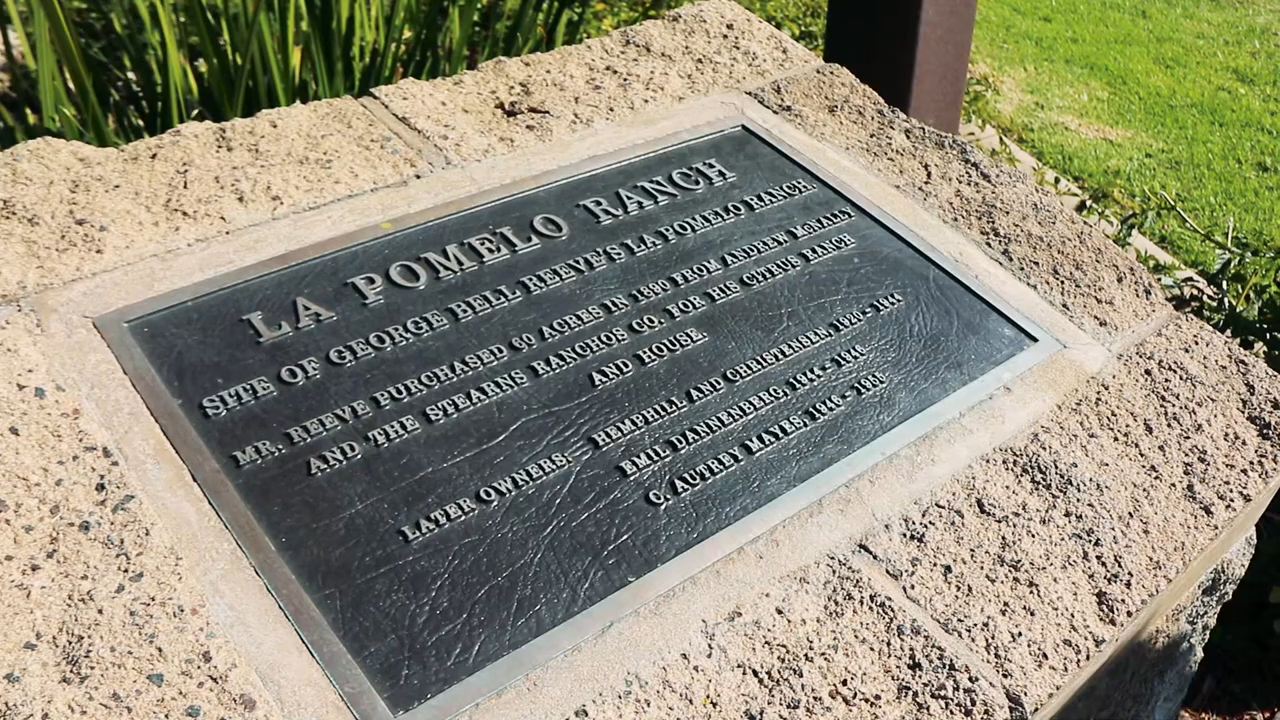 LA POMELO RANCH
SITE OF GEORGE BELL REEVE'S LA POMELO RANCH.
MR. REEVE PURCHASED 60 ACRES IN 1890 FROM ANDREW McNALLY
AND THE STEARNS RANCHOS CO. FOR HIS CITRUS RANCH
AND HOUSE.
LATER OWNERS: HEMPHILL AND CHRISTENSEN, 1920 - 1944
EMIL DANNENBERG, 1944 - 1946
C. AUTREY MAYES, 1946 -